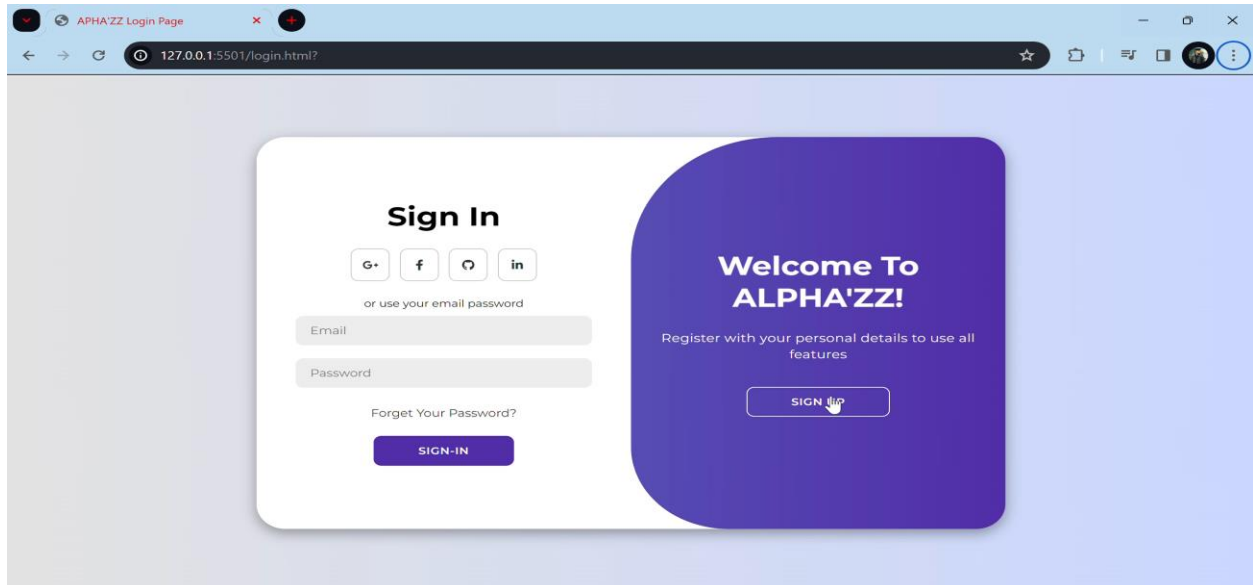 APHA'ZZ Login Page
127.0.0.1:5501/login.html?
Sign In
G+ f in
or use your email password
Email
Password
Forget Your Password?
SIGN-IN
Welcome To
ALPHA'ZZ!
Register with your personal details to use all
features
SIGN UP